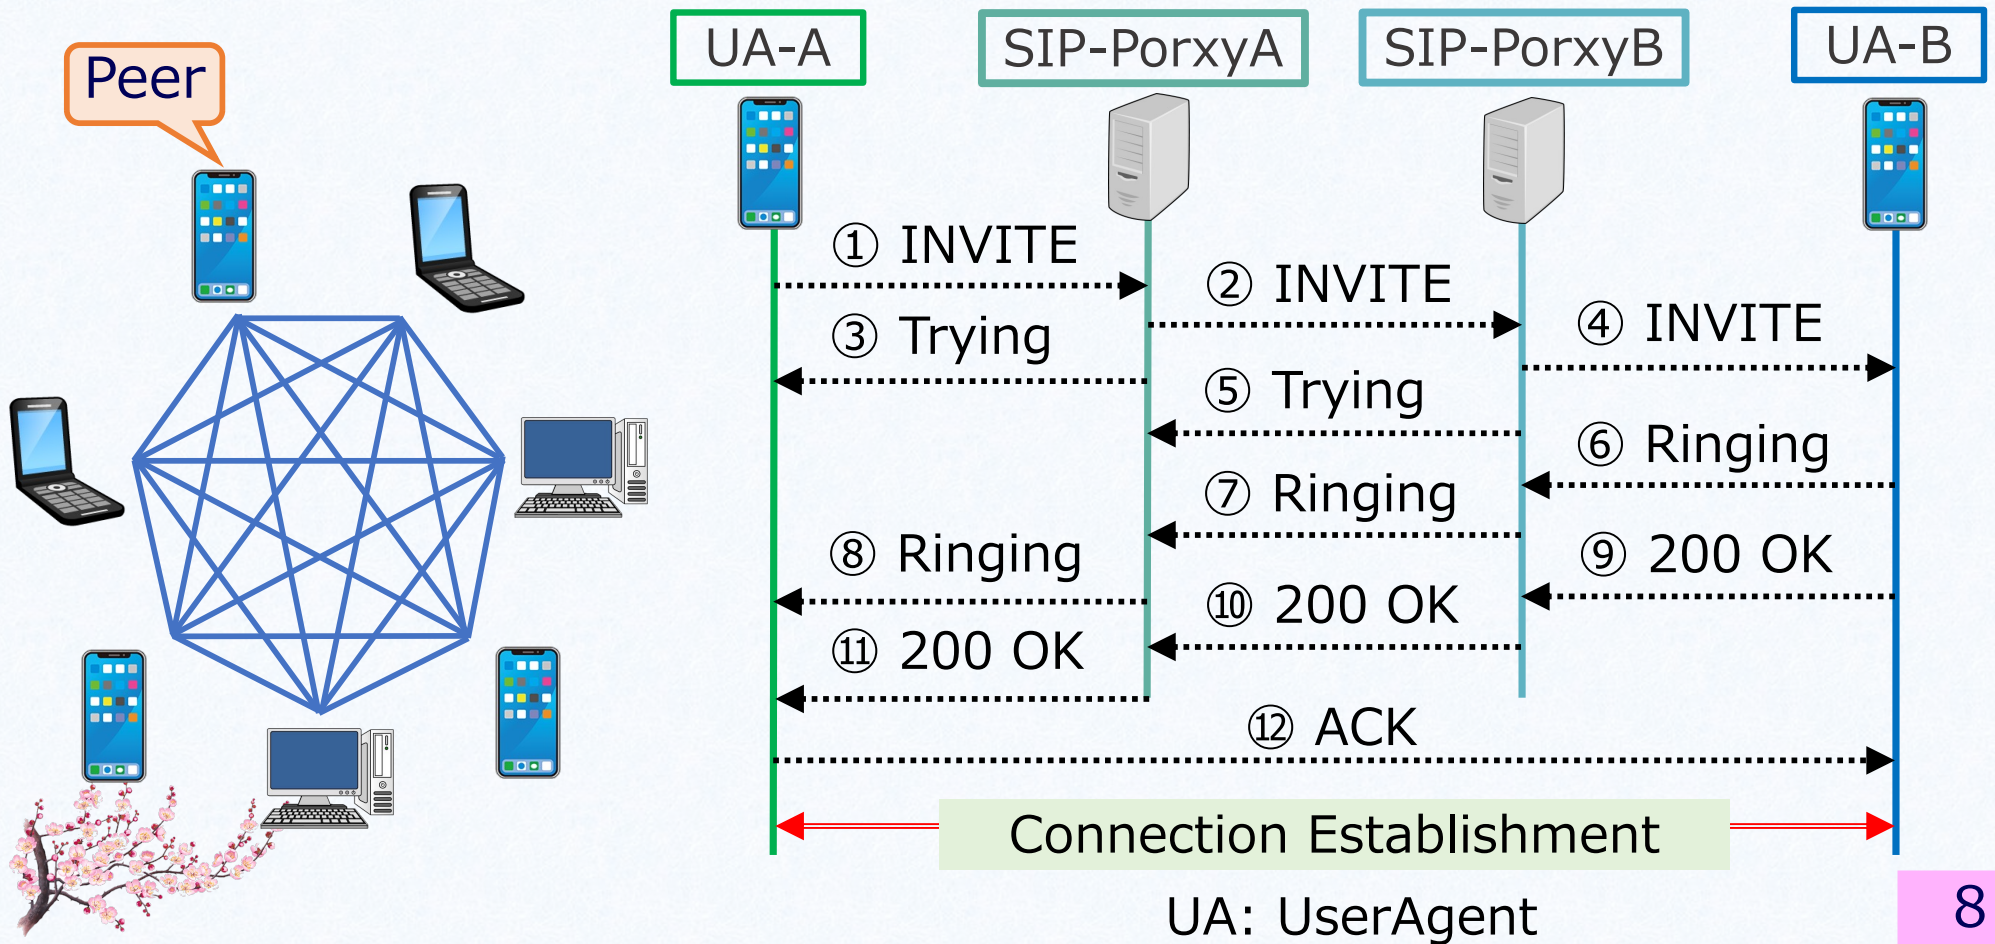 Peer
UA-A
SIP-PorxyA
SIP-PorxyB
UA-B
① INVITE
② INVITE
③ Trying
④ INVITE
⑤ Trying
⑥ Ringing
⑦ Ringing
⑧ Ringing
⑨ 200 OK
⑩ 200 OK
⑪ 200 OK
⑫ ACK
Connection Establishment
UA: UserAgent
8